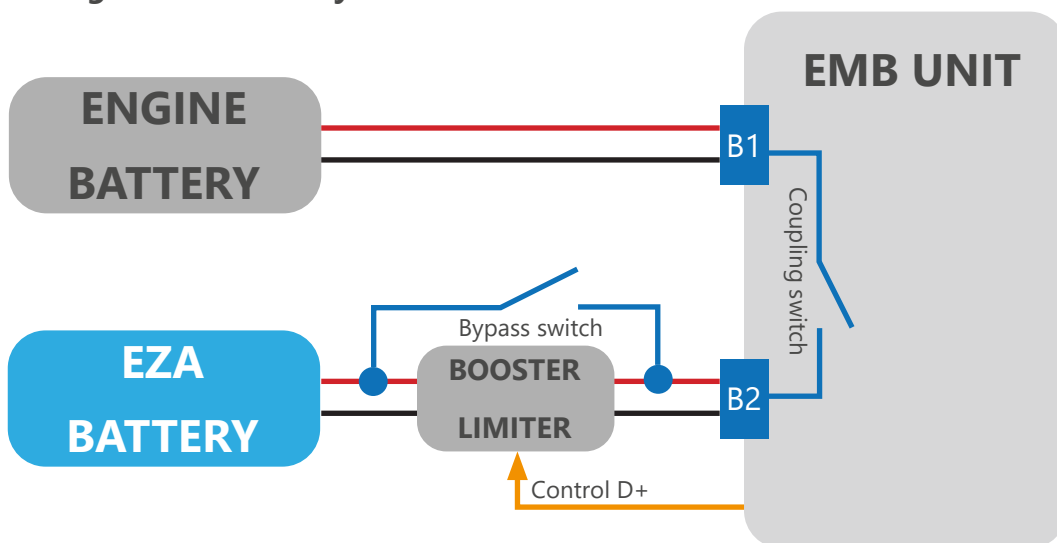 ENGINE
BATTERY
EMB UNIT
B1
Coupling switch
Bypass switch
EZA
BATTERY
BOOSTER
LIMITER
B2
Control D+